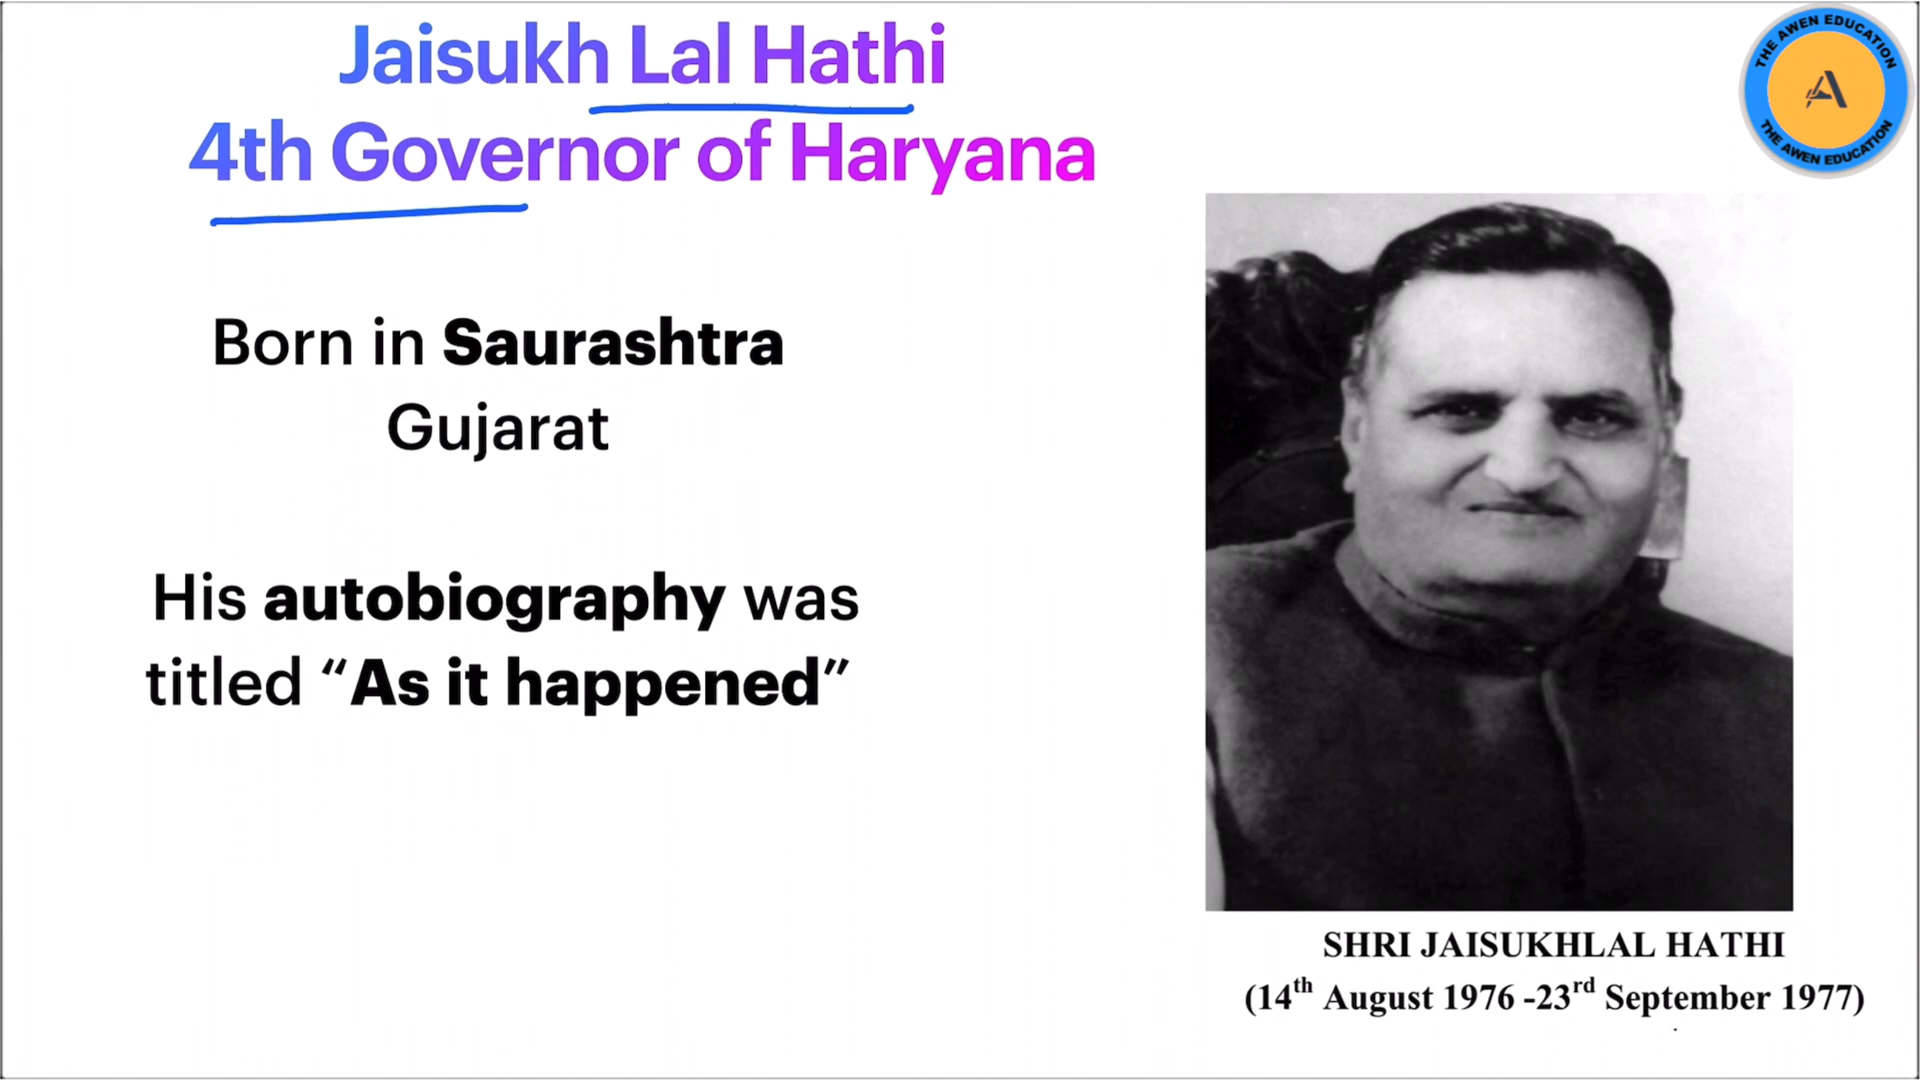 Jaisukh Lal Hathi
4th Governor of Haryana
THE AWEN EDUCATION
A
THE AWEN EDUCATION
Born in Saurashtra
Gujarat
His autobiography was
titled “As it happened”
SHRI JAISUKHLAL HATHI
(14th August 1976 -23rd September 1977)